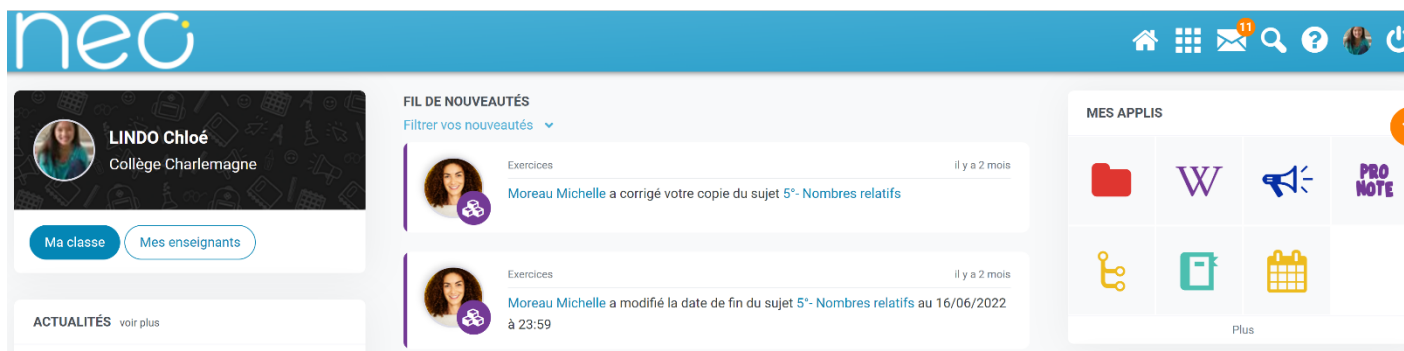 neo
11
LINDO Chloé
Collège Charlemagne
Ma classe
Mes enseignants
ACTUALITÉS voir plus
FIL DE NOUVEAUTÉS
Filtrer vos nouveautés
Exercices
il y a 2 mois
Moreau Michelle a corrigé votre copie du sujet 5°- Nombres relatifs
Exercices
il y a 2 mois
Moreau Michelle a modifié la date de fin du sujet 5°- Nombres relatifs au 16/06/2022
à 23:59
MES APPLIS
W
PRO
NOTE
Plus